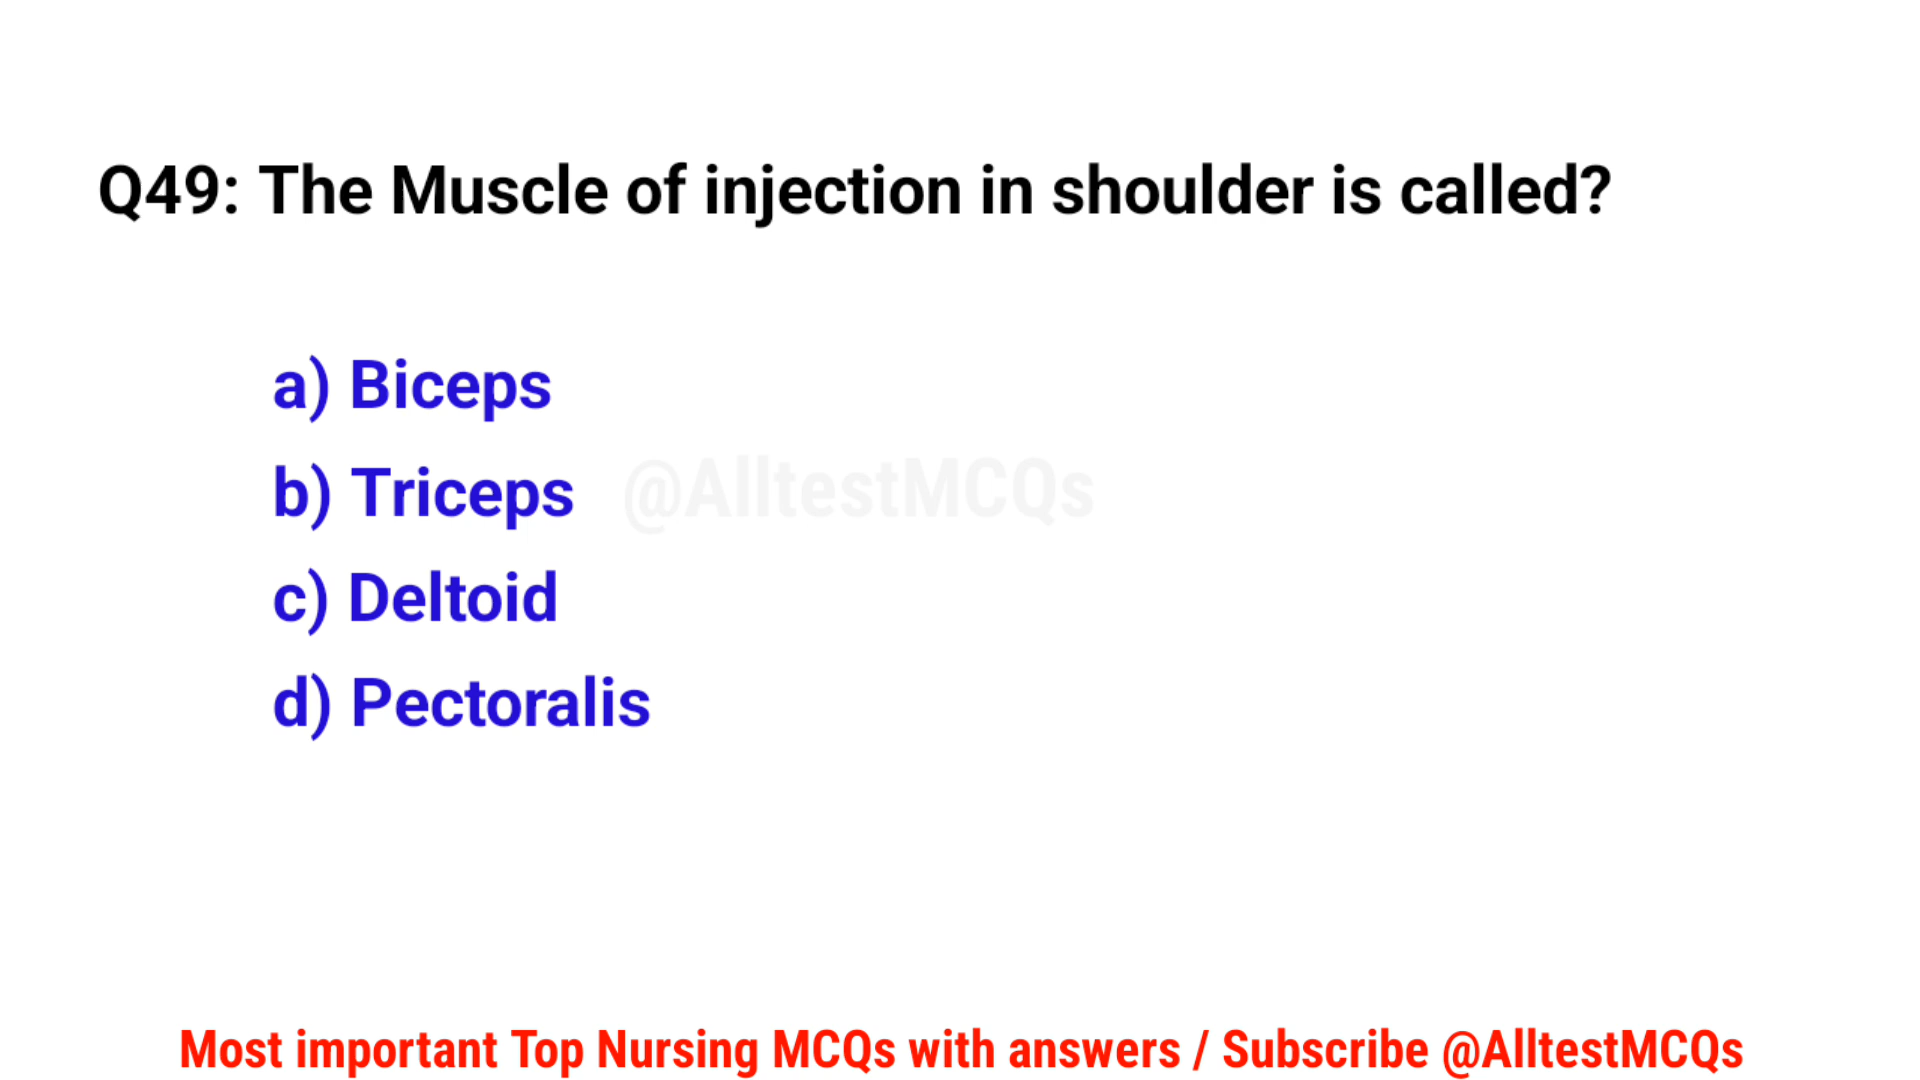 Q49: The Muscle of injection in shoulder is called?
a) Biceps
b) Triceps
@AlltestMCQs
c) Deltoid
d) Pectoralis
Most important Top Nursing MCQs with answers / Subscribe @AlltestMCQs